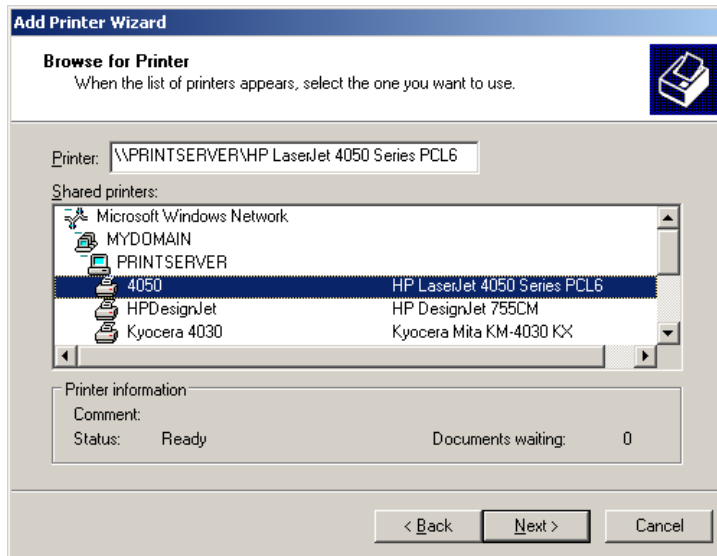 Add Printer Wizard
Browse for Printer
When the list of printers appears, select the one you want to use.
Printer: \\PRINTSERVER\HP LaserJet 4050 Series PCL6
Shared printers:
Microsoft Windows Network
MYDOMAIN
PRINTSERVER
4050 HP LaserJet 4050 Series PCL6
HPDesignJet HP DesignJet 755CM
Kyocera 4030 Kyocera Mita KM-4030 KX
Printer information
Comment:
Status: Ready Documents waiting: 0
< Back Next > Cancel